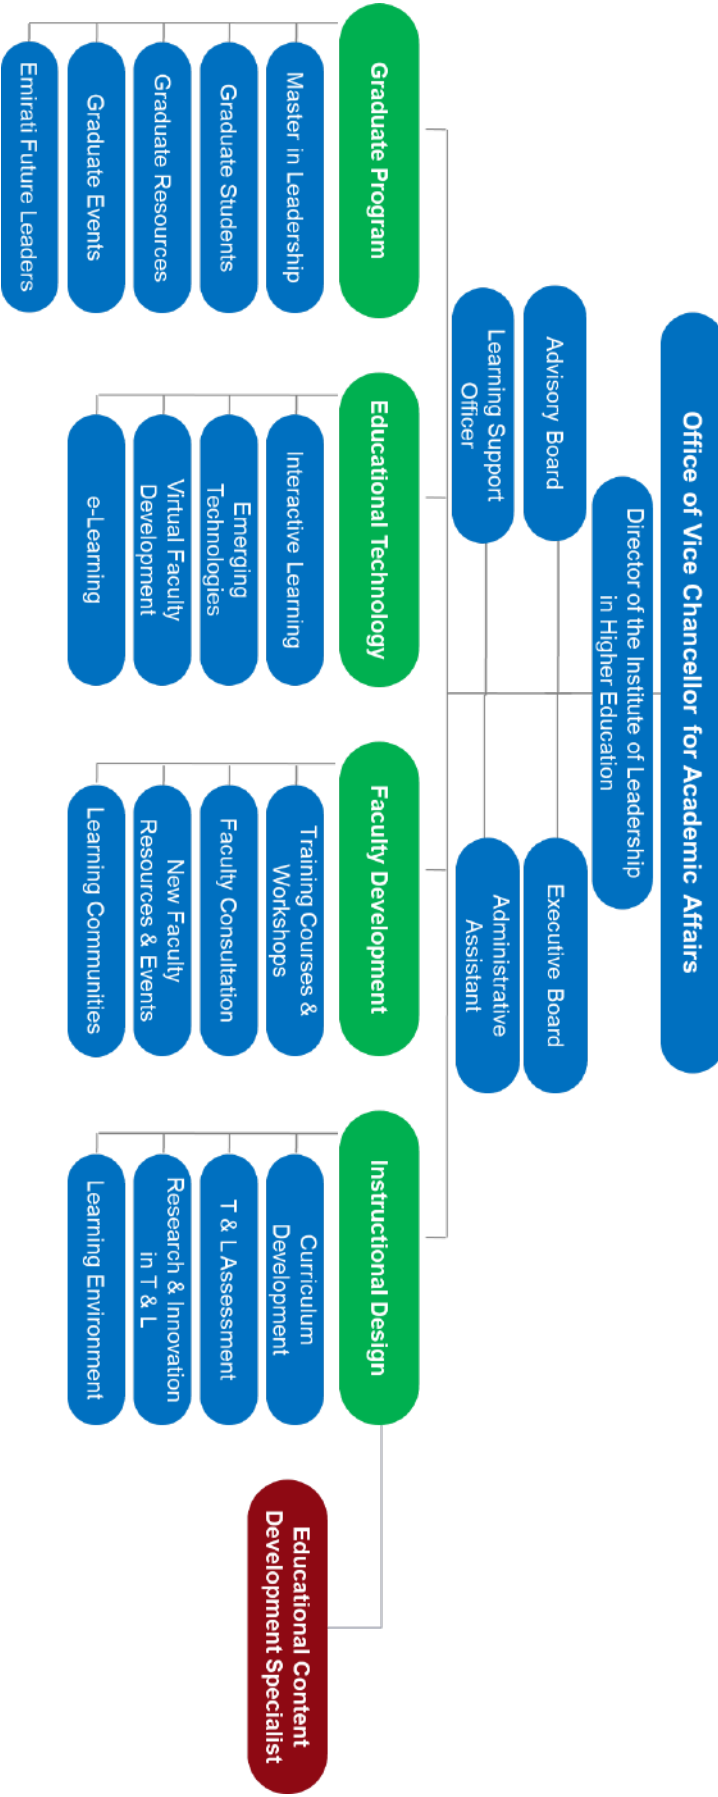 Office of Vice Chancellor for Academic Affairs
Director of the Institute of Leadership
in Higher Education
Advisory Board
Executive Board
Learning Support
Officer
Administrative
Assistant
Graduate Program
Master in Leadership
Graduate Students
Graduate Resources
Graduate Events
Emirati Future Leaders
Educational Technology
Interactive Learning
Emerging
Technologies
Virtual Faculty
Development
e-Learning
Faculty Development
Training Courses &
Workshops
Faculty Consultation
New Faculty
Resources & Events
Learning Communities
Instructional Design
Curriculum
Development
T & L Assessment
Research & Innovation
in T & L
Learning Environment
Educational Content
Development Specialist